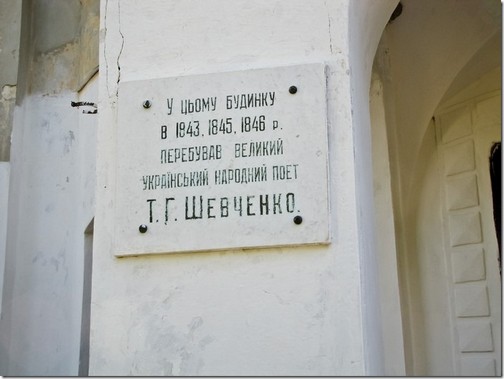 У ЦЬОМУ БУДИНКУ
В 1843, 1845, 1846 р.
ПЕРЕБУВАВ ВЕЛИКИЙ
УКРАЇНСЬКИЙ НАРОДНИЙ ПОЕТ
Т. Г. ШЕВЧЕНКО.